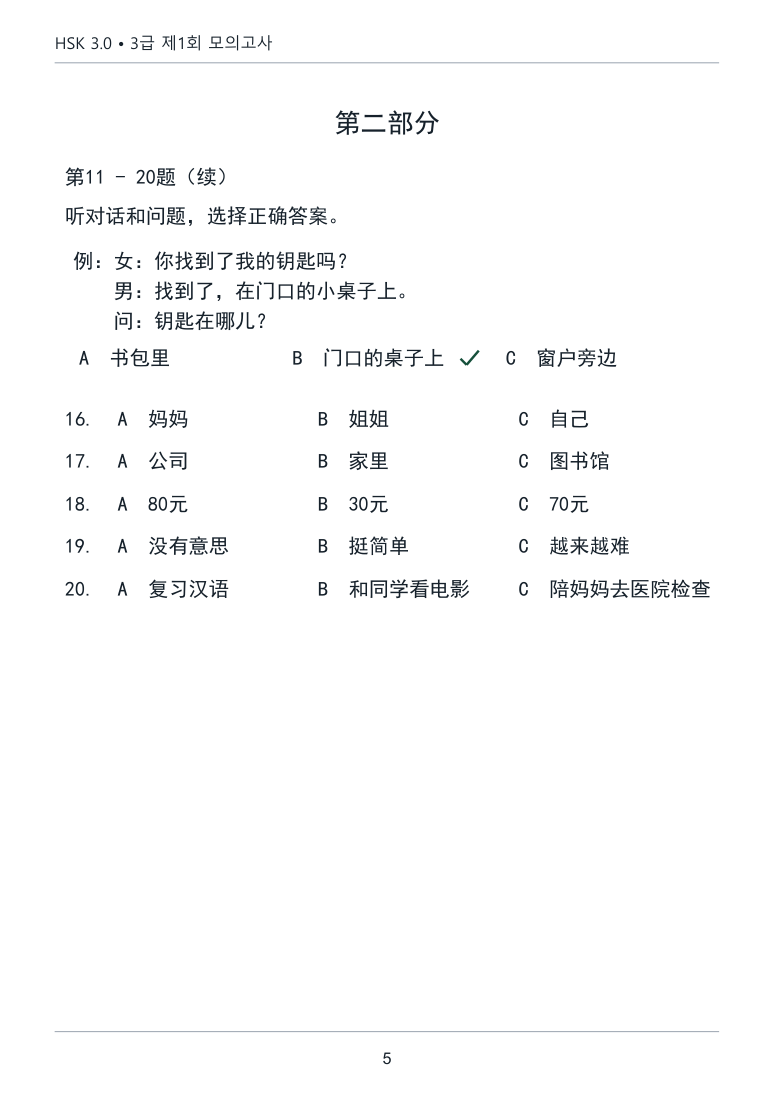 HSK 3.0 • 3급 제1회 모의고사
第二部分
第11 - 20题（续）
听对话和问题，选择正确答案。
例：女：你找到了我的钥匙吗？
男：找到了，在门口的小桌子上。
问：钥匙在哪儿？
A 书包里 B 门口的桌子上 ✓ C 窗户旁边
16. A 妈妈 B 姐姐 C 自己
17. A 公司 B 家里 C 图书馆
18. A 80元 B 30元 C 70元
19. A 没有意思 B 挺简单 C 越来越难
20. A 复习汉语 B 和同学看电影 C 陪妈妈去医院检查
5